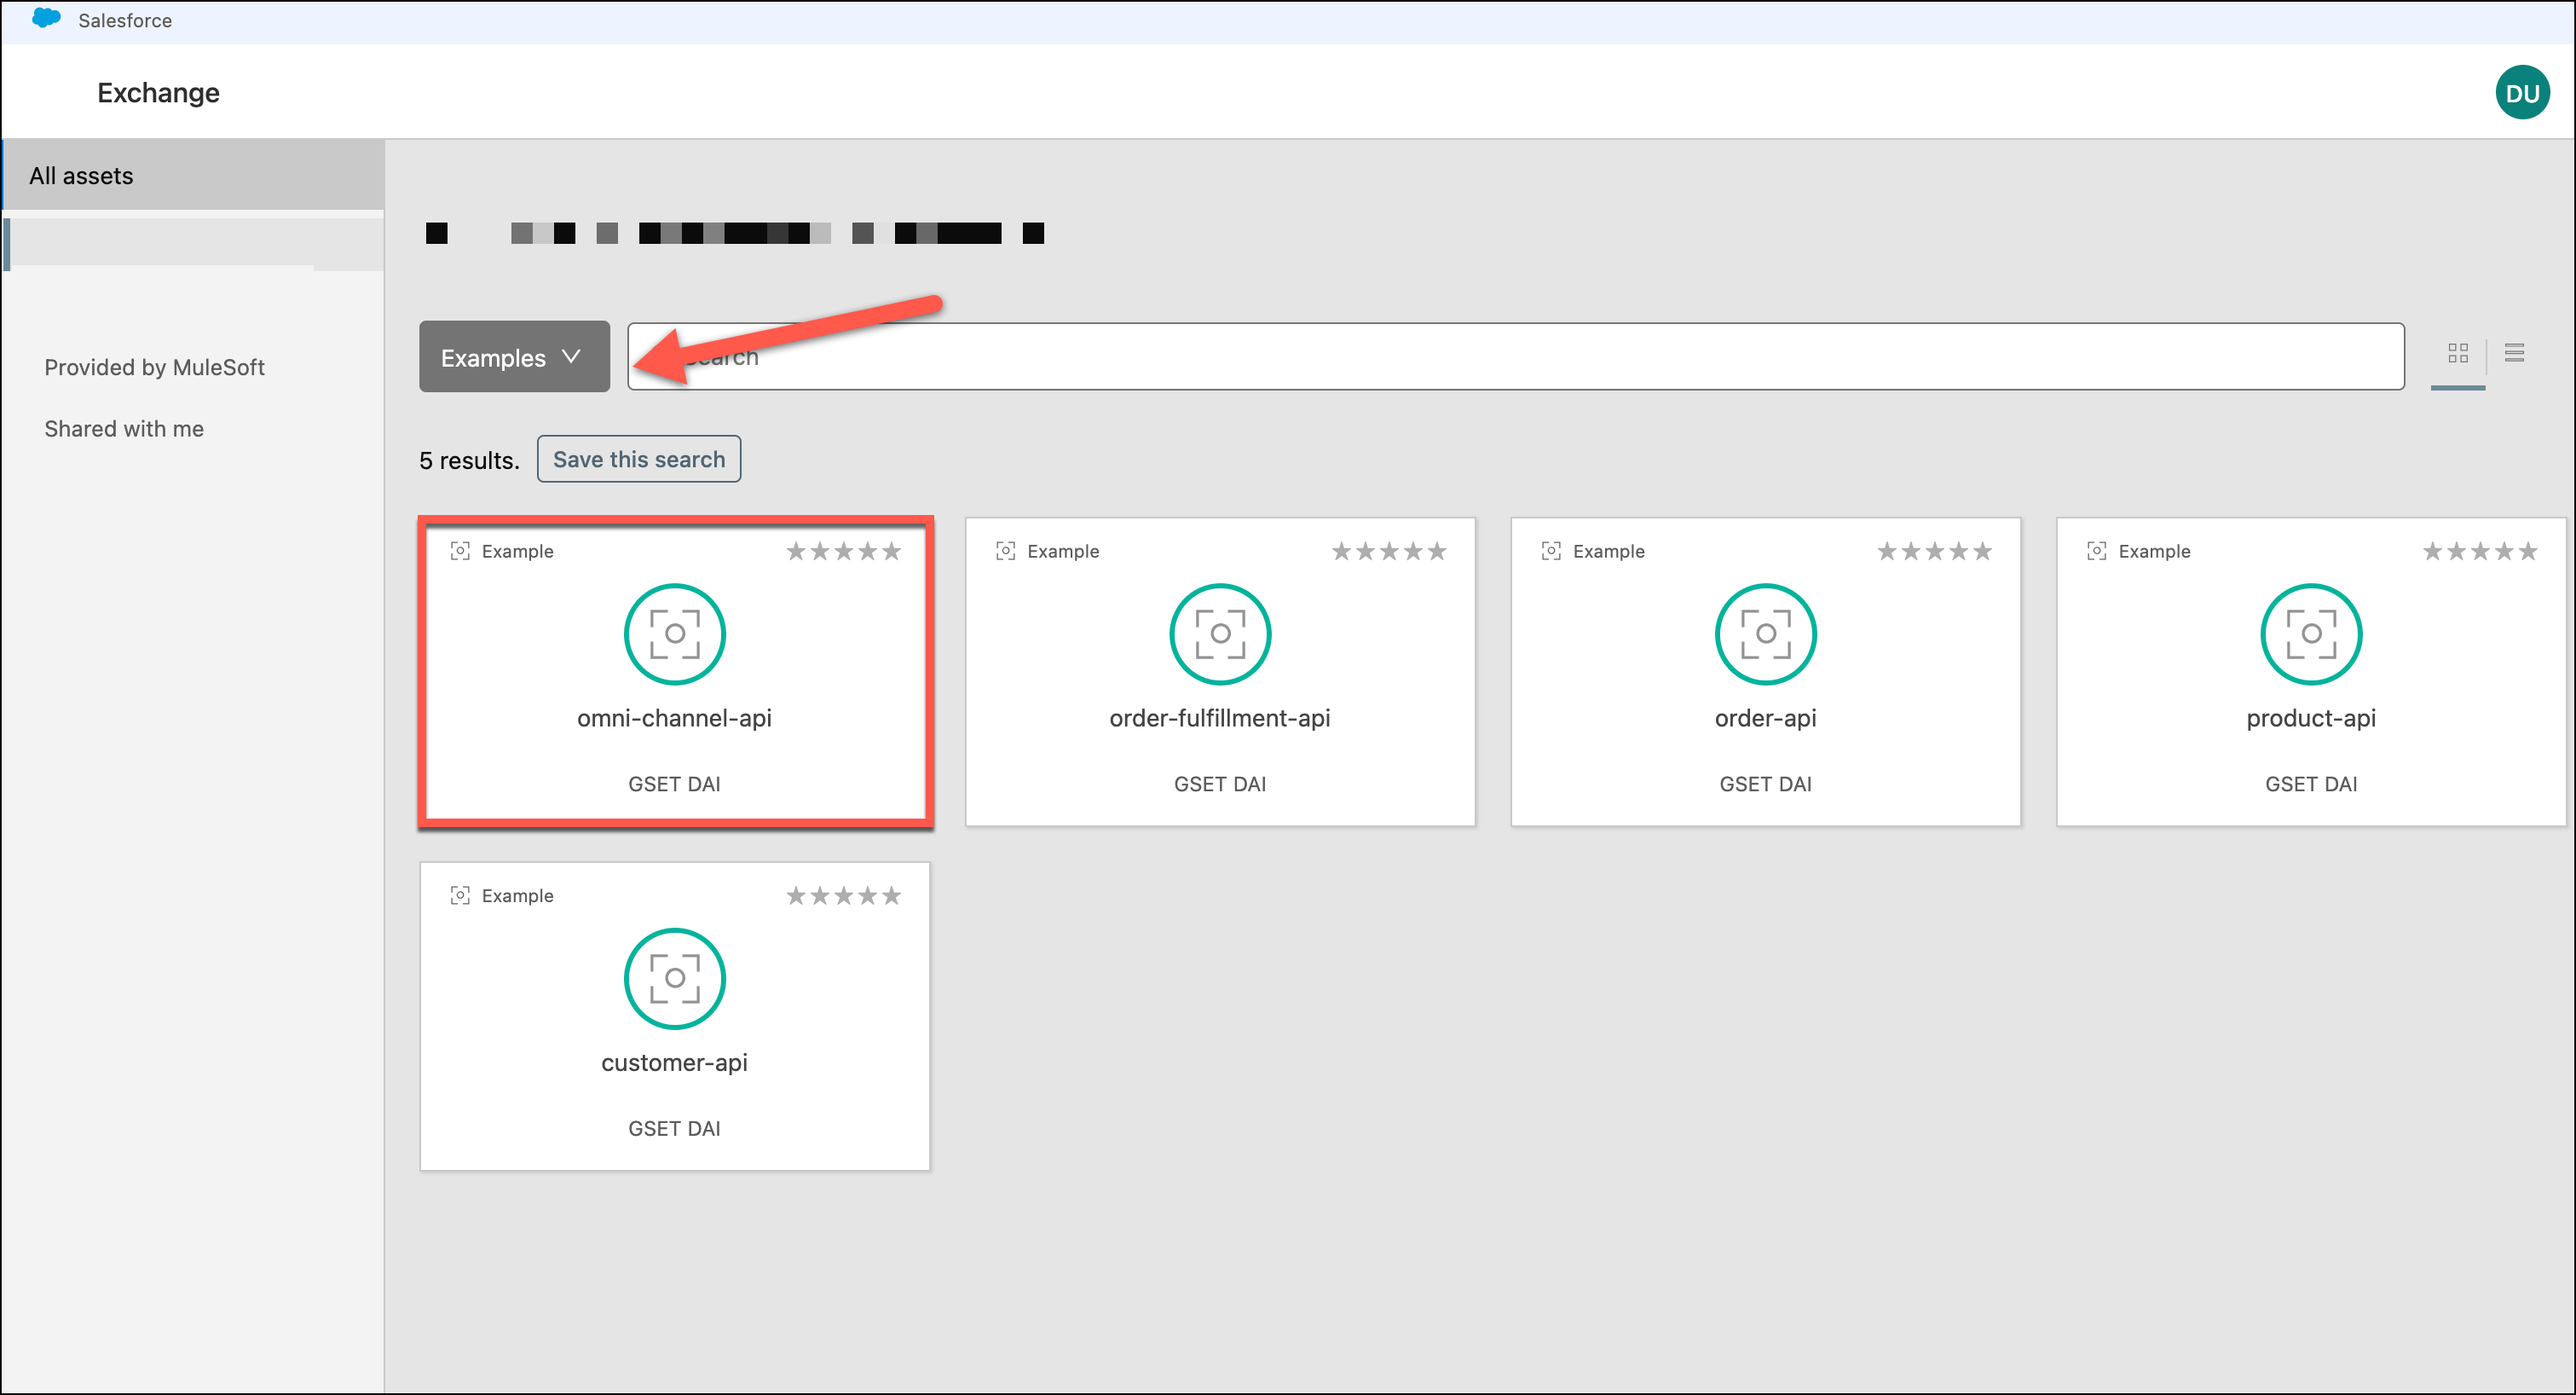 Salesforce
Exchange
DU
All assets
Provided by MuleSoft
Shared with me
Examples
5 results.
Save this search
Example
omni-channel-api
GSET DAI
Example
order-fulfillment-api
GSET DAI
Example
order-api
GSET DAI
Example
product-api
GSET DAI
Example
customer-api
GSET DAI